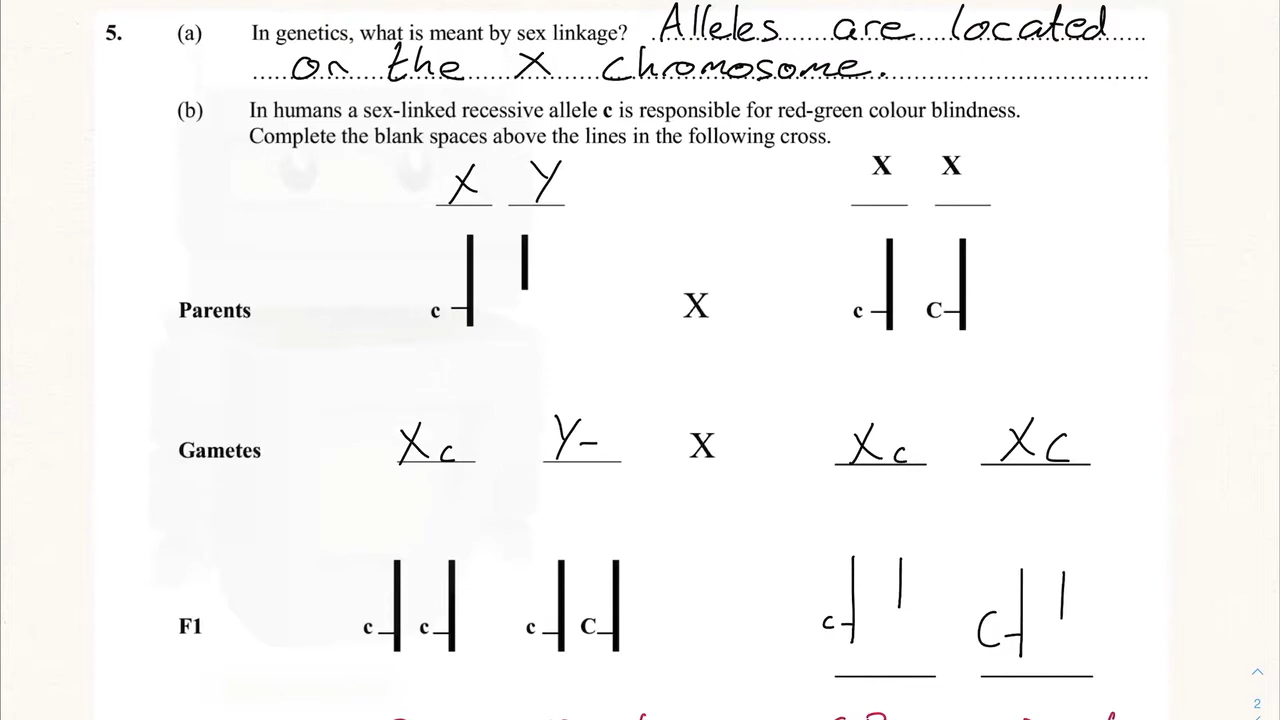 5. (a) In genetics, what is meant by sex linkage? Alleles are located
on the X chromosome.
(b) In humans a sex-linked recessive allele c is responsible for red-green colour blindness.
Complete the blank spaces above the lines in the following cross.
X Y X X
Parents c X c C
Gametes Xc Y- X Xc XC
F1 c c c C c C
2